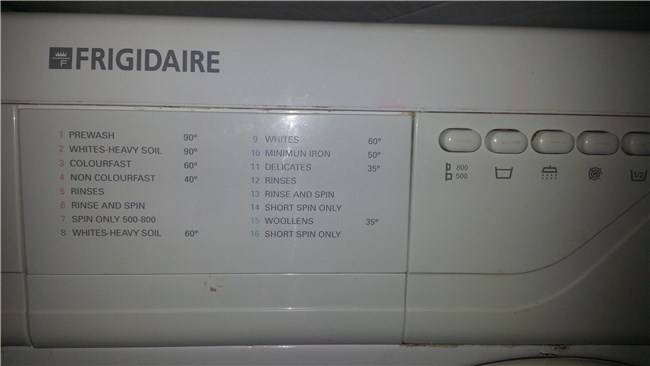 FRIGIDAIRE
1 PREWASH 90°
2 WHITES-HEAVY SOIL 90°
3 COLOURFAST 60°
4 NON COLOURFAST 40°
5 RINSES
6 RINSE AND SPIN
7 SPIN ONLY 500-800
8 WHITES-HEAVY SOIL 60°
9 WHITES 60°
10 MINIMUN IRON 50°
11 DELICATES 35°
12 RINSES
13 RINSE AND SPIN
14 SHORT SPIN ONLY
15 WOOLLENS 35°
16 SHORT SPIN ONLY
800
500
1/2